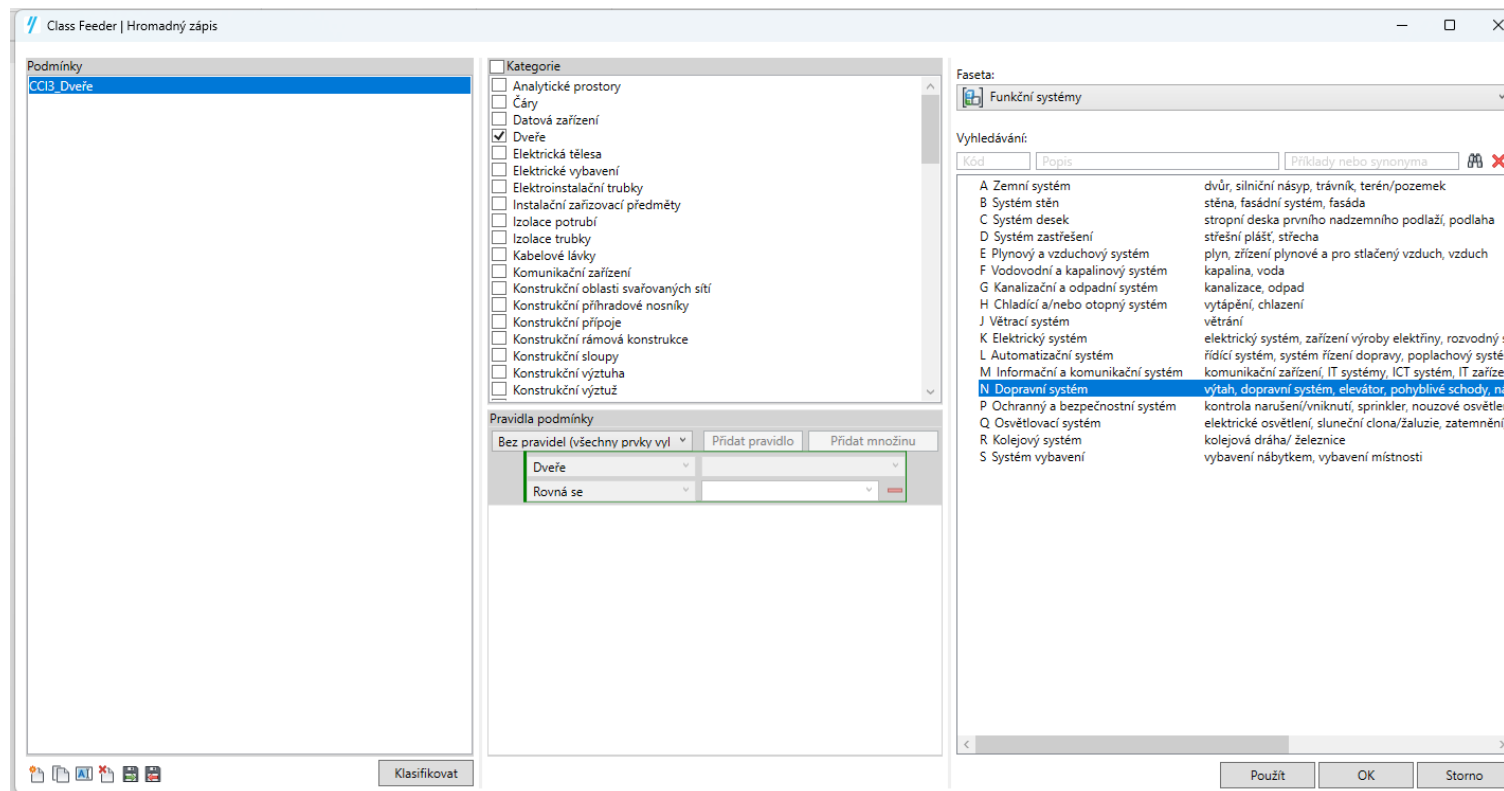 Class Feeder | Hromadný zápis
Podmínky
CCI3_Dveře
Klasifikovat
Kategorie
Analytické prostory
Čáry
Datová zařízení
Dveře
Elektrická tělesa
Elektrické vybavení
Elektroinstalační trubky
Instalační zařizovací předměty
Izolace potrubí
Izolace trubky
Kabelové lávky
Komunikační zařízení
Konstrukční oblasti svařovaných sítí
Konstrukční příhradové nosníky
Konstrukční přípoje
Konstrukční rámová konstrukce
Konstrukční sloupy
Konstrukční výztuha
Konstrukční výztuž
Pravidla podmínky
Bez pravidel (všechny prvky vyl Přidat pravidlo Přidat množinu
Dveře
Rovná se
Faseta:
Funkční systémy
Vyhledávání:
Kód Popis Příklady nebo synonyma
A Zemní systém dvůr, silniční násyp, trávník, terén/pozemek
B Systém stěn stěna, fasádní systém, fasáda
C Systém desek stropní deska prvního nadzemního podlaží, podlaha
D Systém zastřešení střešní plášť, střecha
E Plynový a vzduchový systém plyn, zřízení plynové a pro stlačený vzduch, vzduch
F Vodovodní a kapalinový systém kapalina, voda
G Kanalizační a odpadní systém kanalizace, odpad
H Chladící a/nebo otopný systém vytápění, chlazení
J Větrací systém větrání
K Elektrický systém elektrický systém, zařízení výroby elektřiny, rozvodný s
L Automatizační systém řídící systém, systém řízení dopravy, poplachový systé
M Informační a komunikační systém komunikační zařízení, IT systémy, ICT systém, IT zaříze
N Dopravní systém výtah, dopravní systém, elevátor, pohyblivé schody, na
P Ochranný a bezpečnostní systém kontrola narušení/vniknutí, sprinkler, nouzové osvětle
Q Osvětlovací systém elektrické osvětlení, sluneční clona/žaluzie, zatemnění
R Kolejový systém kolejová dráha/ železnice
S Systém vybavení vybavení nábytkem, vybavení místnosti
Použít OK Storno